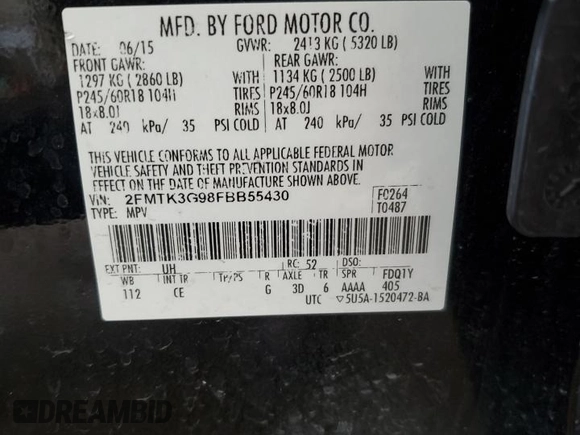 MFD. BY FORD MOTOR CO.
DATE: 06/15 GVWR: 2413 KG ( 5320 LB)
FRONT GAWR: REAR GAWR:
1297 KG ( 2860 LB) WITH 1134 KG ( 2500 LB) WITH
P245/60R18 104H TIRES P245/60R18 104H TIRES
18x8.0J RIMS 18x8.0J RIMS
AT 240 kPa/ 35 PSI COLD AT 240 kPa/ 35 PSI COLD
THIS VEHICLE CONFORMS TO ALL APPLICABLE FEDERAL MOTOR
VEHICLE SAFETY AND THEFT PREVENTION STANDARDS IN
EFFECT ON THE DATE OF MANUFACTURE SHOWN ABOVE.
VIN: 2FMTK3G98FBB55430 F0264
TYPE: MPV T0487
EXT PNT: UH RC: 52 DSO:
WB INT TR TP/PS R AXLE TR SPR FDQ1Y
112 CE G 3D 6 AAAA 405
UTC ▽5U5A-1520472-BA
DREAMBID